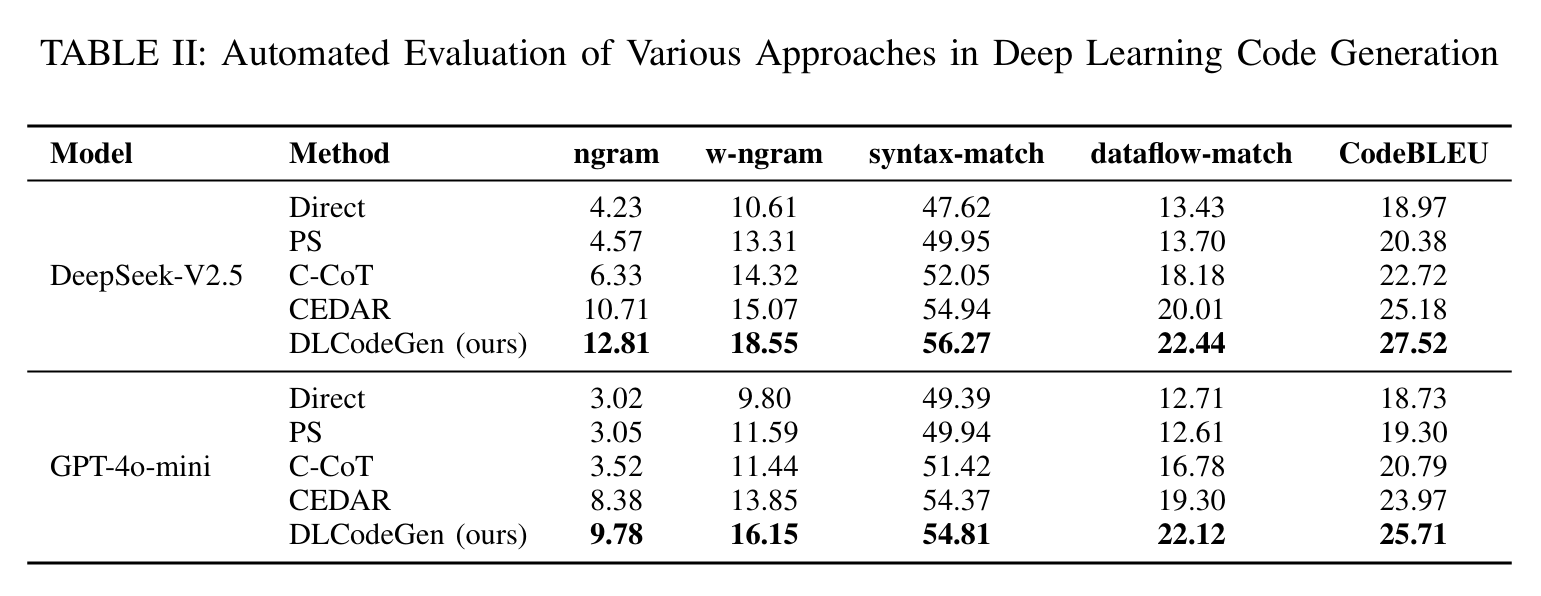 TABLE II: Automated Evaluation of Various Approaches in Deep Learning Code Generation
Model Method ngram w-ngram syntax-match dataflow-match CodeBLEU
Direct 4.23 10.61 47.62 13.43 18.97
PS 4.57 13.31 49.95 13.70 20.38
DeepSeek-V2.5 C-CoT 6.33 14.32 52.05 18.18 22.72
CEDAR 10.71 15.07 54.94 20.01 25.18
DLCodeGen (ours) 12.81 18.55 56.27 22.44 27.52
Direct 3.02 9.80 49.39 12.71 18.73
PS 3.05 11.59 49.94 12.61 19.30
GPT-4o-mini C-CoT 3.52 11.44 51.42 16.78 20.79
CEDAR 8.38 13.85 54.37 19.30 23.97
DLCodeGen (ours) 9.78 16.15 54.81 22.12 25.71